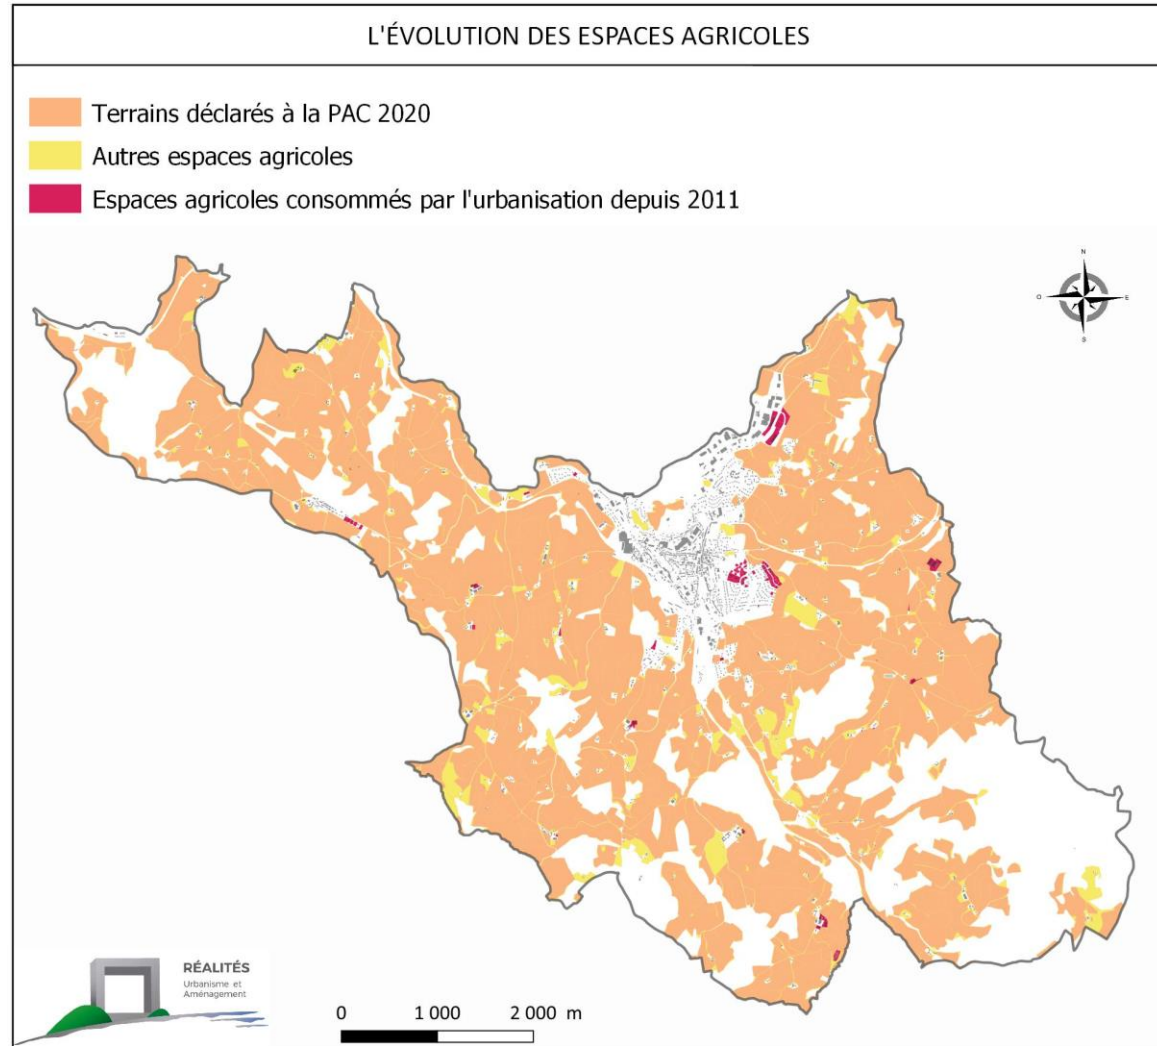 L'ÉVOLUTION DES ESPACES AGRICOLES
Terrains déclarés à la PAC 2020
Autres espaces agricoles
Espaces agricoles consommés par l'urbanisation depuis 2011
N
O
E
S
RÉALITÉS
Urbanisme et
Aménagement
0 1 000 2 000 m